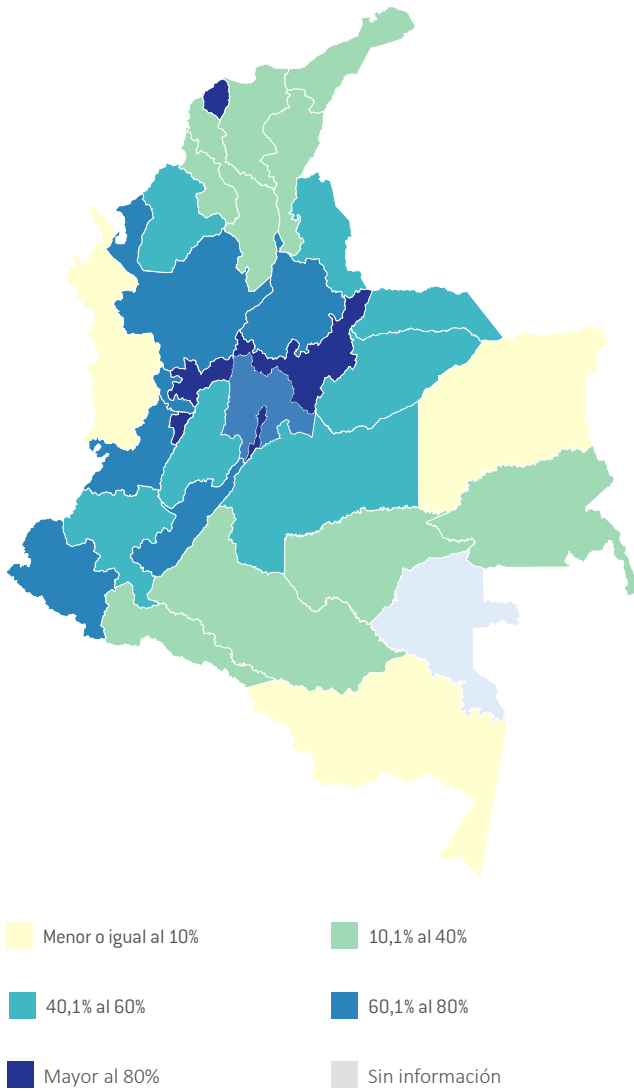 Menor o igual al 10%
10,1% al 40%
40,1% al 60%
60,1% al 80%
Mayor al 80%
Sin información